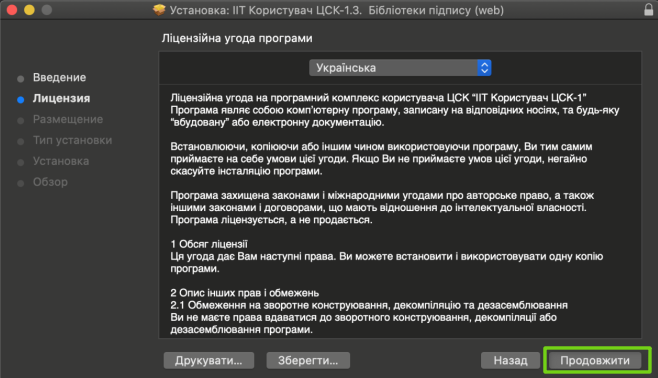 Установка: ІІТ Користувач ЦСК-1.3. Бібліотеки підпису (web)
Ліцензійна угода програми
Введение
Лицензия
Размещение
Тип установки
Установка
Обзор
Українська
Ліцензійна угода на програмний комплекс користувача ЦСК "ІІТ Користувач ЦСК-1"
Програма являє собою комп'ютерну програму, записану на відповідних носіях, та будь-яку
"вбудовану" або електронну документацію.
Встановлюючи, копіюючи або іншим чином використовуючи програму, Ви тим самим
приймаєте на себе умови цієї угоди. Якщо Ви не приймаєте умов цієї угоди, негайно
скасуйте інсталяцію програми.
Програма захищена законами і міжнародними угодами про авторське право, а також
іншими законами і договорами, що мають відношення до інтелектуальної власності.
Програма ліцензується, а не продається.
1 Обсяг ліцензії
Ця угода дає Вам наступні права. Ви можете встановити і використовувати одну копію
програми.
2 Опис інших прав і обмежень
2.1 Обмеження на зворотне конструювання, декомпіляцію та дезасемблювання
Ви не маєте права вдаватися до зворотного конструювання, декомпіляції або
дезасемблювання програми.
Друкувати...
Зберегти...
Назад
Продовжити